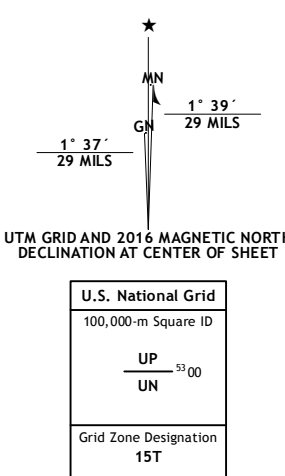 ★
MN
1° 39´
29 MILS
GN
1° 37´
29 MILS
UTM GRID AND 2016 MAGNETIC NORTH
DECLINATION AT CENTER OF SHEET
U.S. National Grid
100,000-m Square ID
UP
5300
UN
Grid Zone Designation
15T